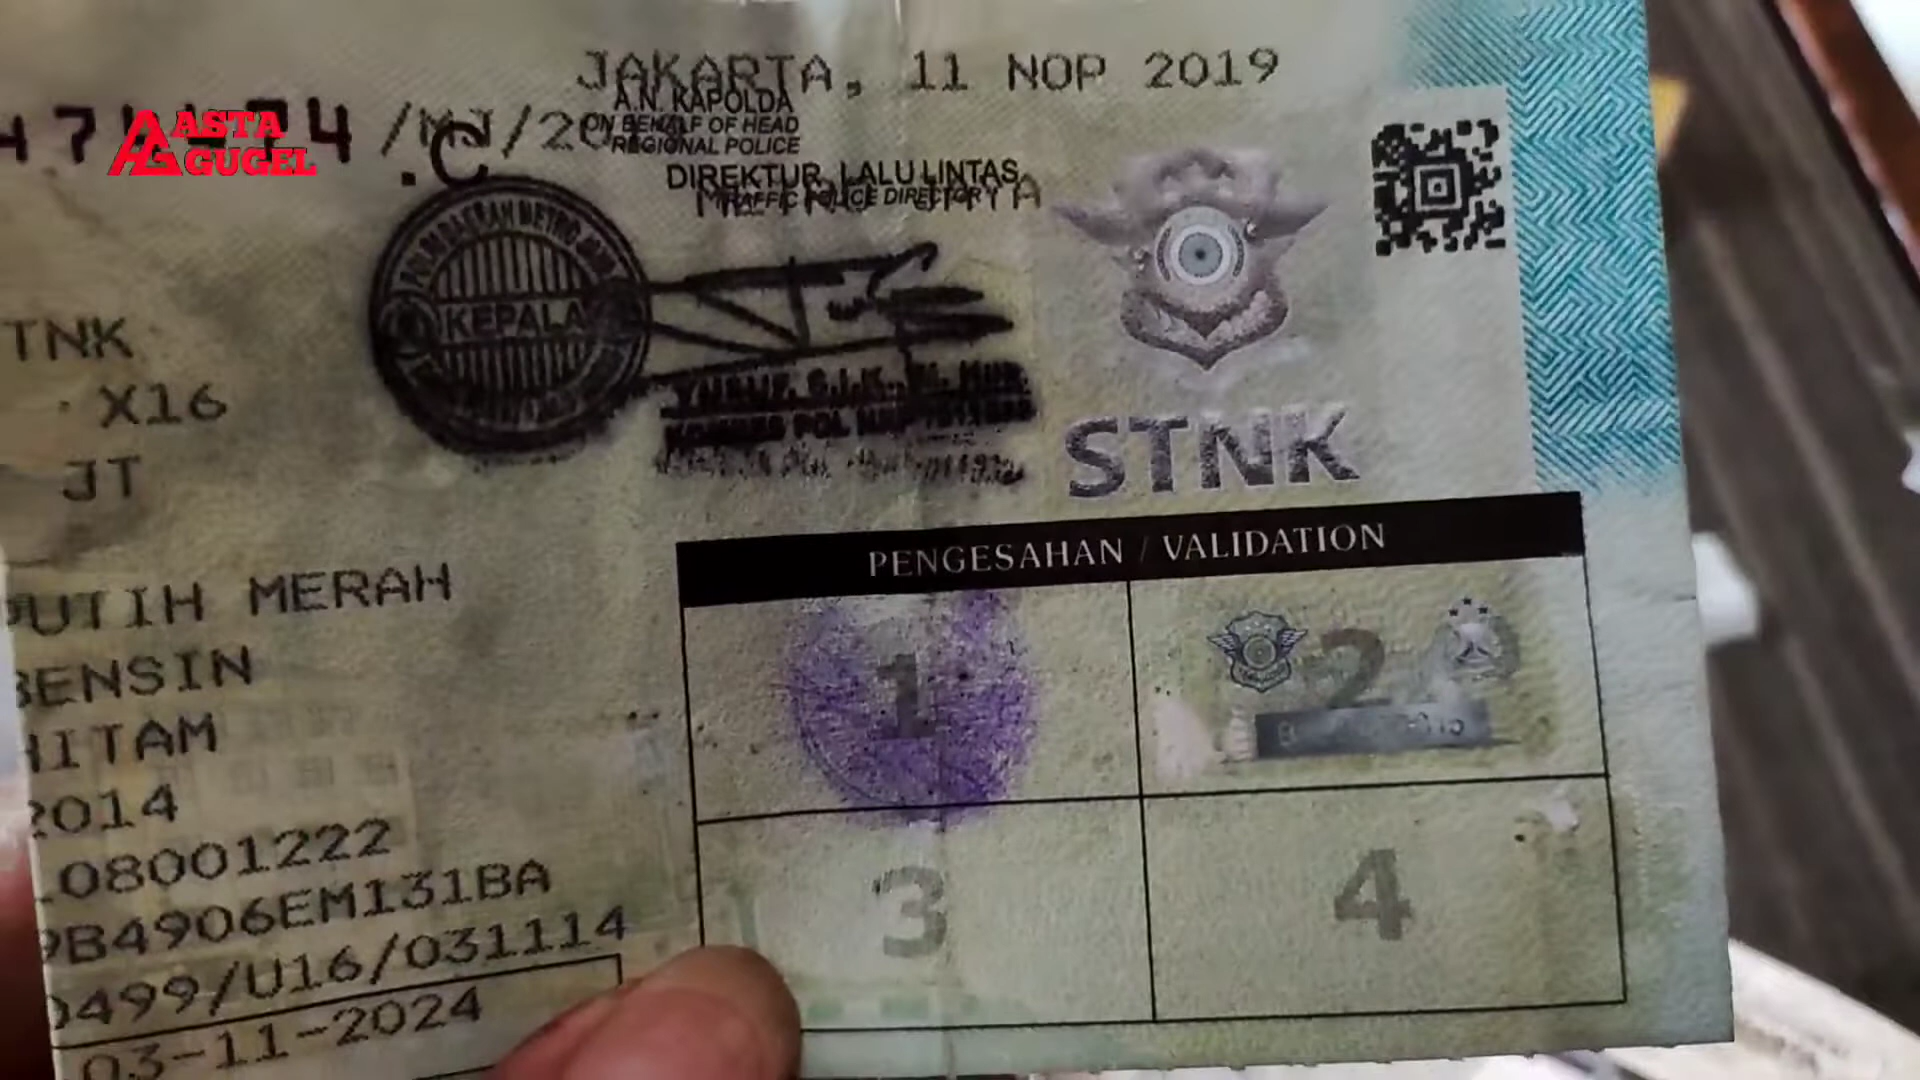 JAKARTA, 11 NOP 2019
A.N. KAPOLDA
ON BEHALF OF HEAD
REGIONAL POLICE
/MJ/20
ASTA
GUGEL
.C
DIREKTUR LALU LINTAS
TRAFFIC POLICE DIRECTOR
KEPALA
TNK
X16
JT
STNK
PENGESAHAN / VALIDATION
PUTIH MERAH
BENSIN
HITAM
2014
08001222
B4906EM131BA
0499/U16/031114
03-11-2024
1
2
3
4